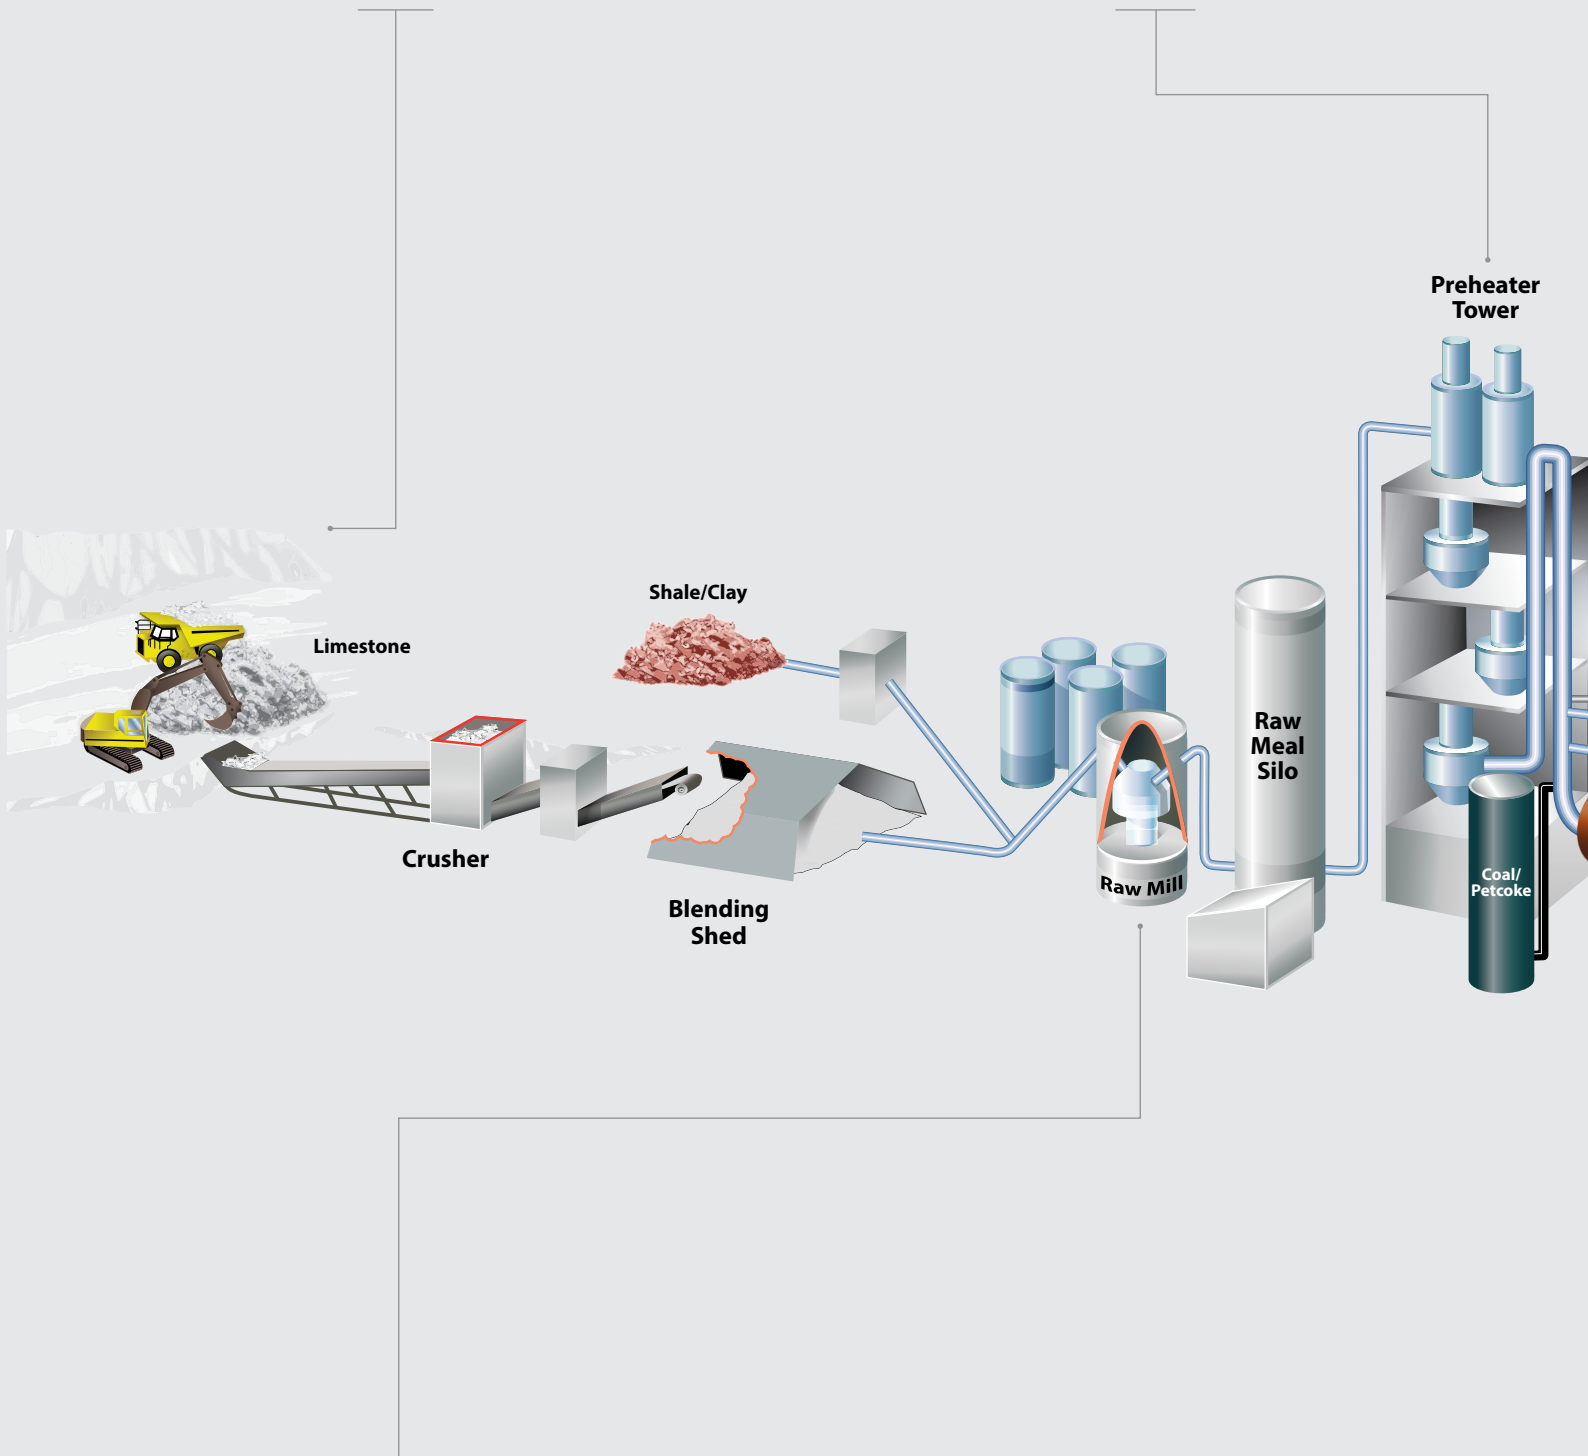 Preheater
Tower
Shale/Clay
Limestone
Raw
Meal
Silo
Crusher
Coal/
Petcoke
Raw Mill
Blending
Shed